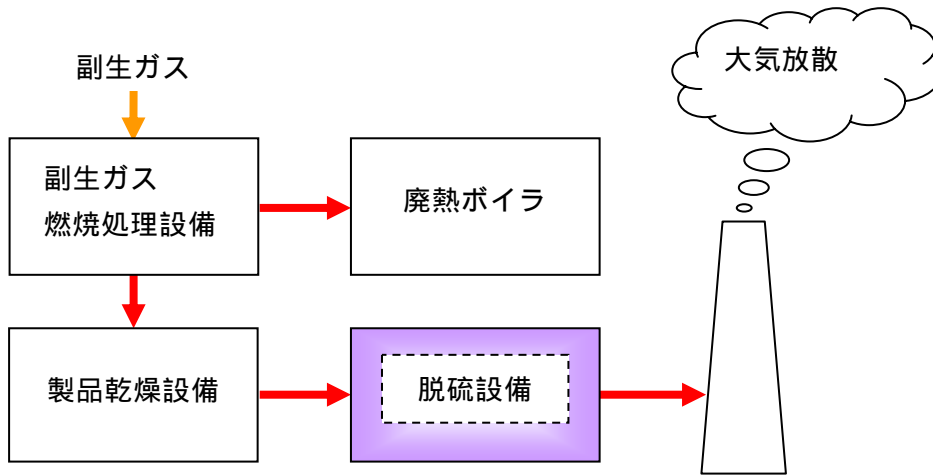 大気放散
副生ガス
副生ガス
燃焼処理設備
廃熱ボイラ
製品乾燥設備
脱硫設備